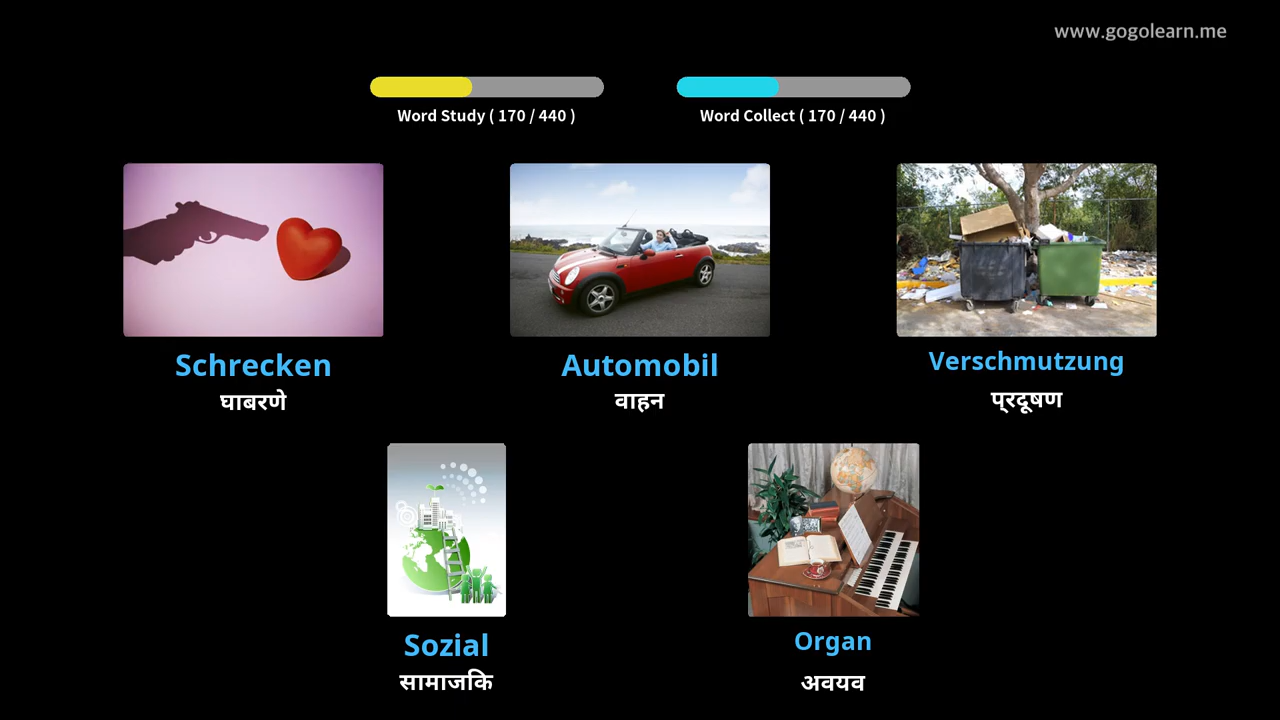 www.gogolearn.me
Word Study ( 170 / 440 )
Word Collect ( 170 / 440 )
Schrecken
घाबरणे
Automobil
वाहन
Verschmutzung
प्रदूषण
Sozial
सामाजकि
Organ
अवयव